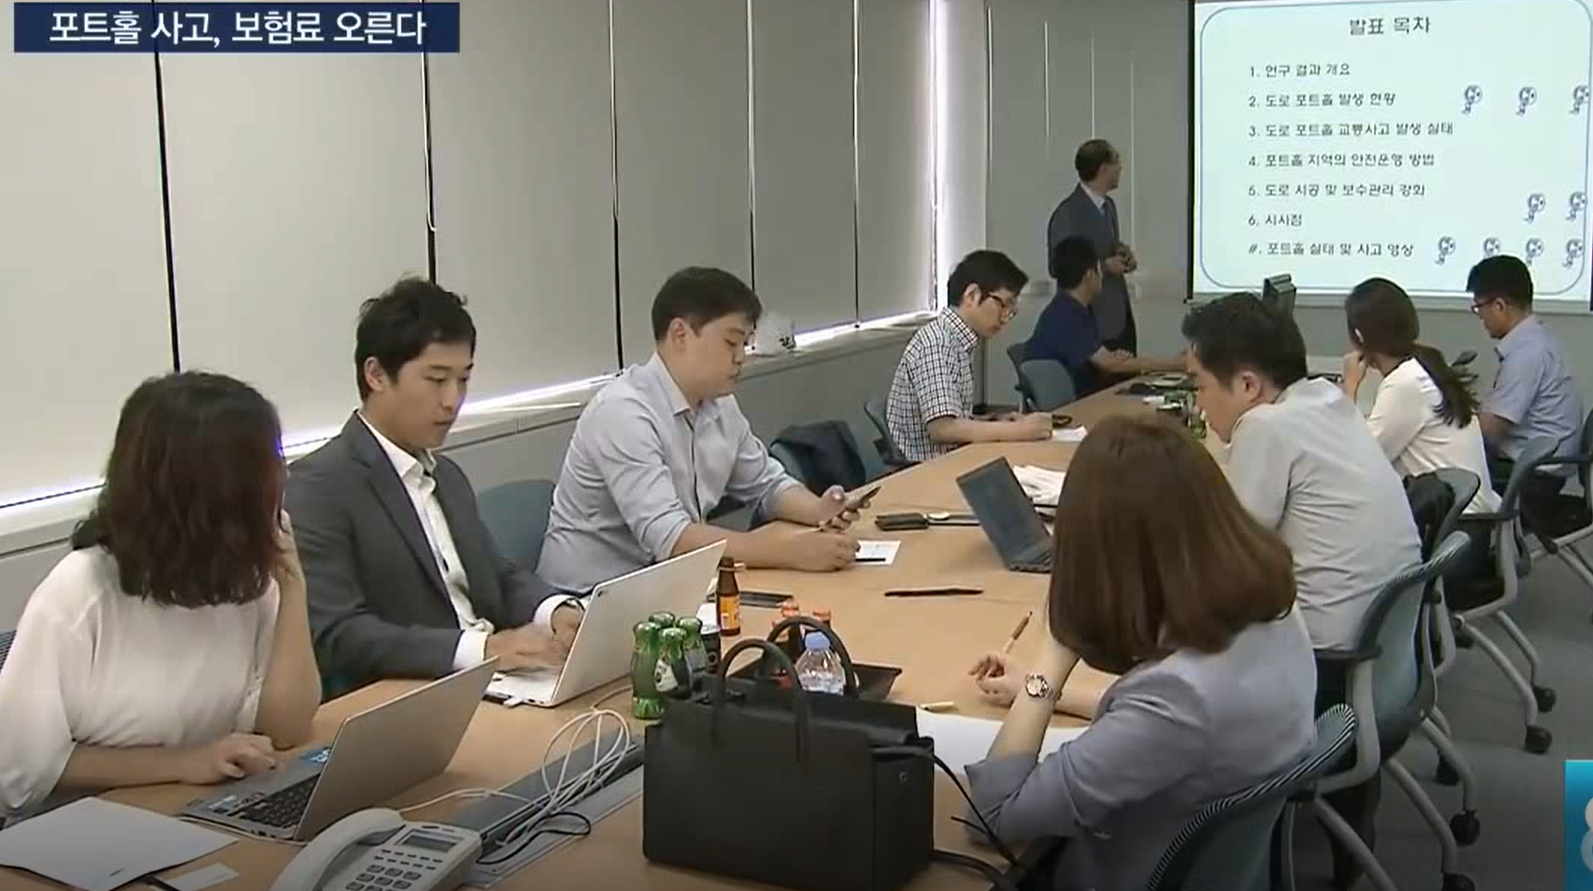 포트홀 사고, 보험료 오른다
발표 목차
1. 연구 결과 개요
2. 도로 포트홀 발생 현황
3. 도로 포트홀 교통사고 발생 실태
4. 포트홀 지역의 안전운행 방법
5. 도로 시공 및 보수관리 강화
6. 시사점
#. 포트홀 실태 및 사고 영상